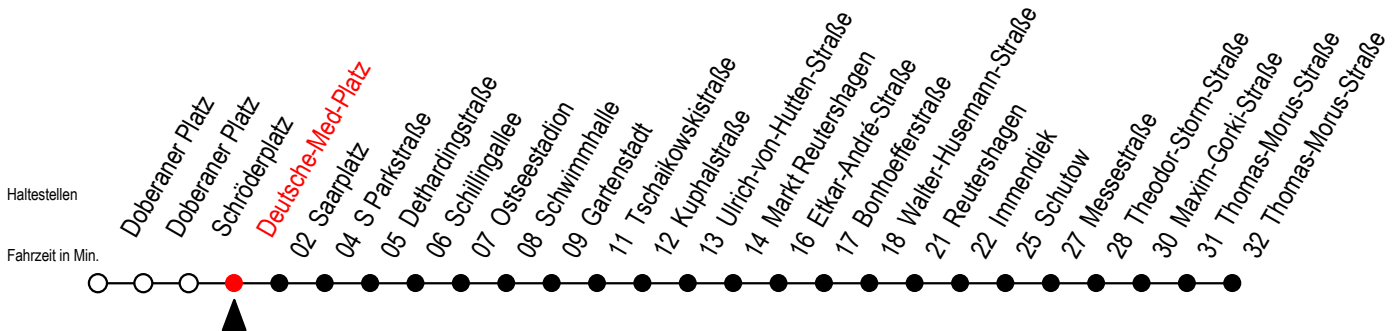 Haltestellen
Fahrzeit in Min.
Doberaner Platz
Doberaner Platz
Schröderplatz
Deutsche-Med-Platz
02 Saarplatz
04 S Parkstraße
05 Dethardingstraße
06 Schillingallee
07 Ostseestadion
08 Schwimmhalle
09 Gartenstadt
11 Tschaikowskistraße
12 Kuphalstraße
13 Ulrich-von-Hutten-Straße
14 Markt Reutershagen
16 Etkar-André-Straße
17 Bonhoefferstraße
18 Walter-Husemann-Straße
21 Reutershagen
22 Immendiek
25 Schutow
27 Messestraße
28 Theodor-Storm-Straße
30 Maxim-Gorki-Straße
31 Thomas-Morus-Straße
32 Thomas-Morus-Straße